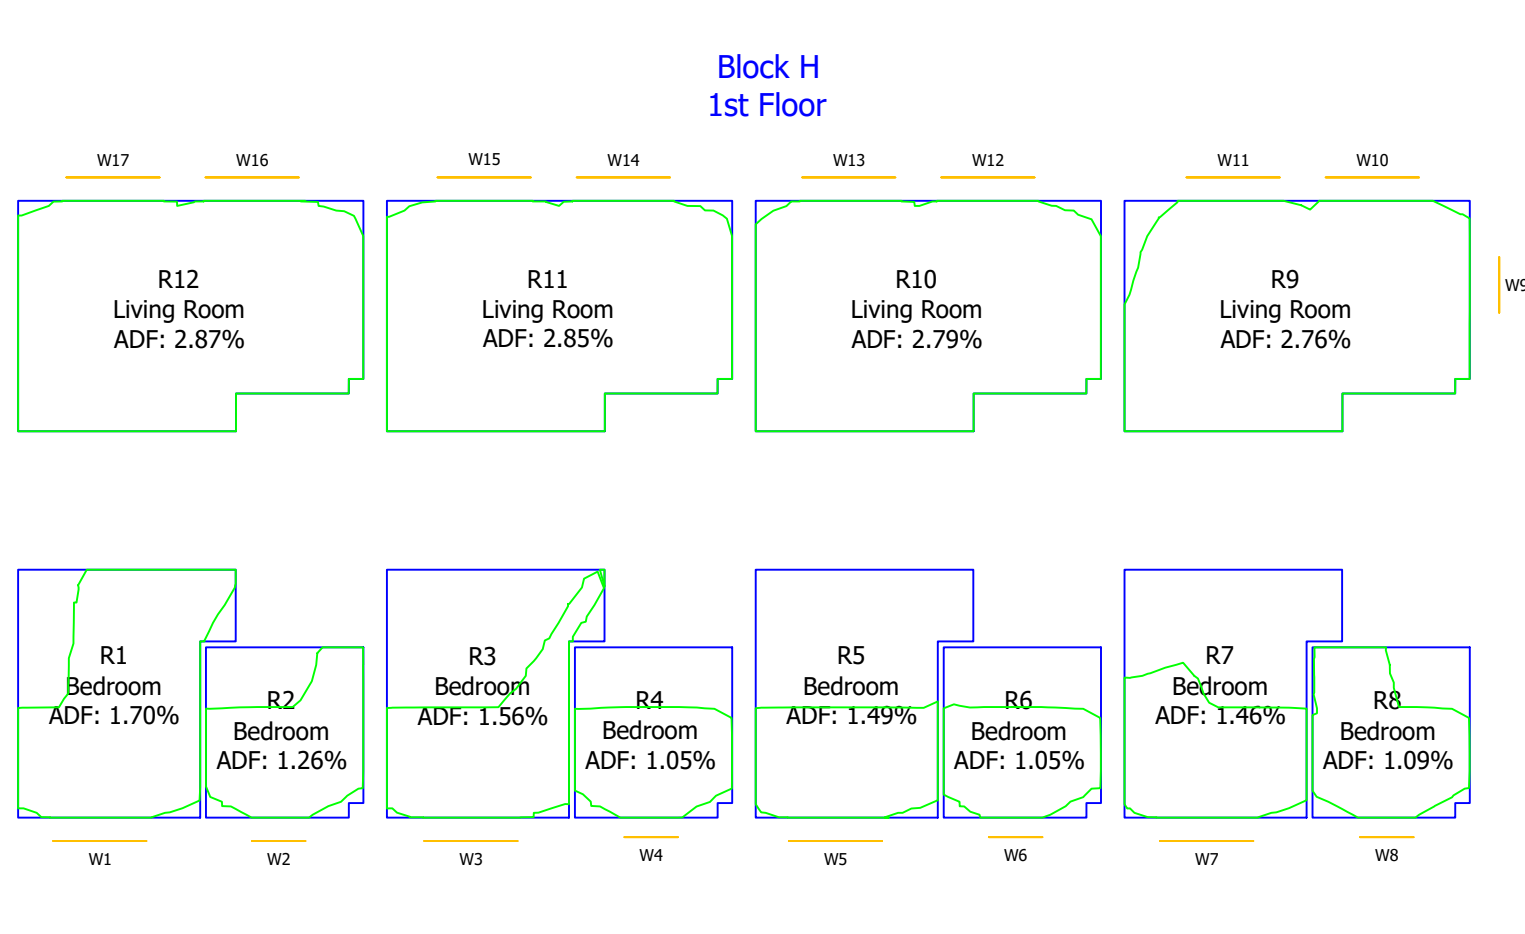 Block H
1st Floor
W17
W16
W15
W14
W13
W12
W11
W10
R12
Living Room
ADF: 2.87%
R11
Living Room
ADF: 2.85%
R10
Living Room
ADF: 2.79%
R9
Living Room
ADF: 2.76%
W9
R1
Bedroom
ADF: 1.70%
R2
Bedroom
ADF: 1.26%
R3
Bedroom
ADF: 1.56%
R4
Bedroom
ADF: 1.05%
R5
Bedroom
ADF: 1.49%
R6
Bedroom
ADF: 1.05%
R7
Bedroom
ADF: 1.46%
R8
Bedroom
ADF: 1.09%
W1
W2
W3
W4
W5
W6
W7
W8